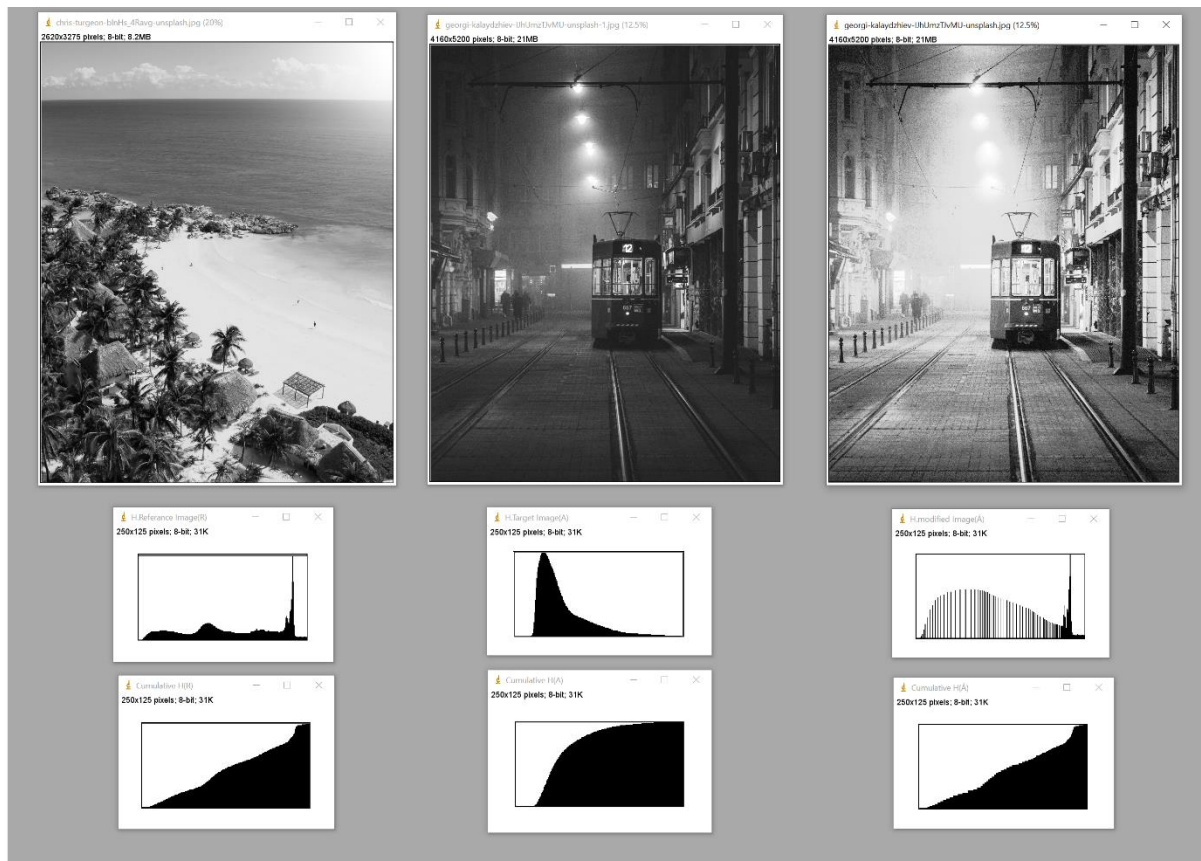 chris-turgeon-bInHs_4Ravg-unsplash.jpg (20%)
2620x3275 pixels; 8-bit; 8.2MB
georgi-kalaydzhiev-UhUmzTJvMU-unsplash-1.jpg (12.5%)
4160x5200 pixels; 8-bit; 21MB
georgi-kalaydzhiev-UhUmzTJvMU-unsplash.jpg (12.5%)
4160x5200 pixels; 8-bit; 21MB
12
H.Referance Image(R)
250x125 pixels; 8-bit; 31K
H.Target Image(A)
250x125 pixels; 8-bit; 31K
H.modified Image(Á)
250x125 pixels; 8-bit; 31K
Cumulative H(R)
250x125 pixels; 8-bit; 31K
Cumulative H(A)
250x125 pixels; 8-bit; 31K
Cumulative H(Á)
250x125 pixels; 8-bit; 31K